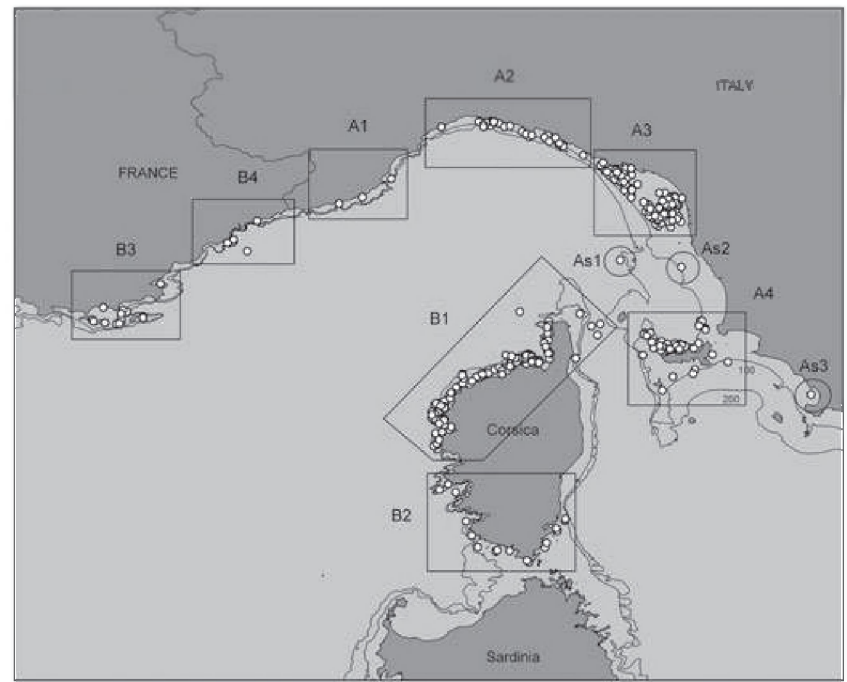 A2
ITALY
A1
A3
FRANCE
B4
B3
As1
As2
A4
B1
100
As3
200
Corsica
B2
Sardinia